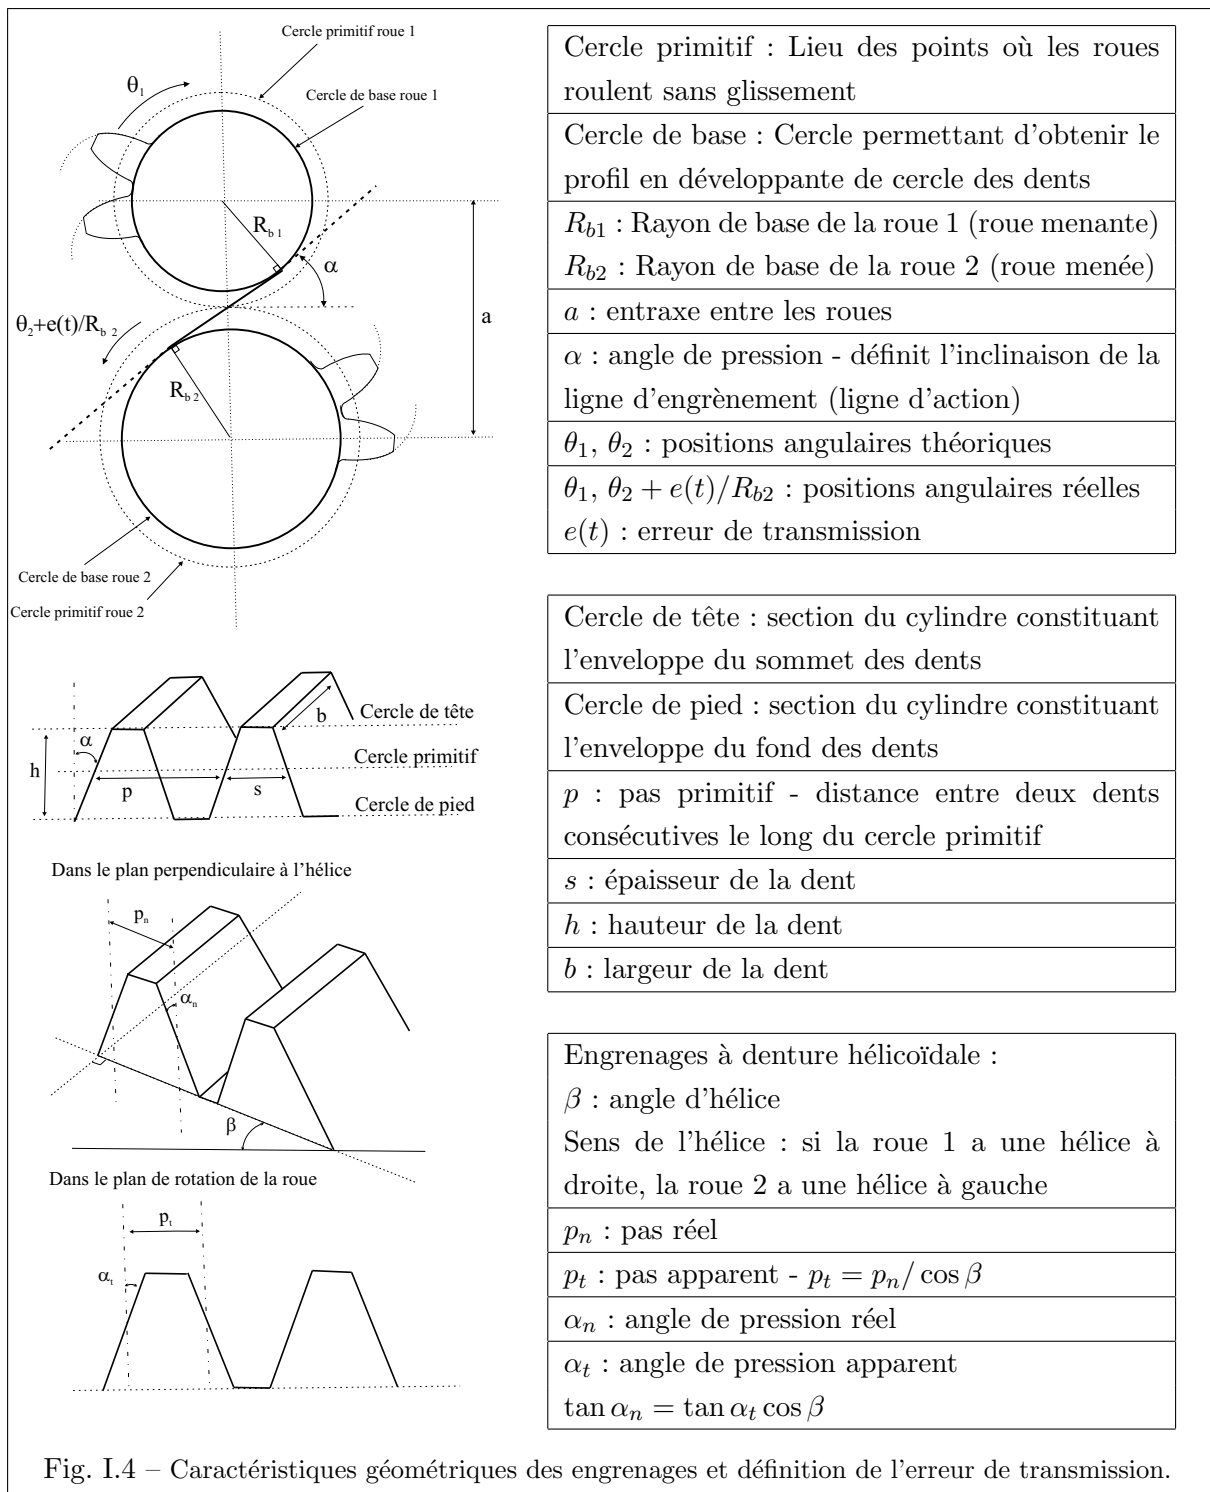 Cercle primitif roue 1
θ1
Cercle de base roue 1
R b 1
α
a
θ2+e(t)/R b 2
R b 2
Cercle de base roue 2
Cercle primitif roue 2
Cercle primitif : Lieu des points où les roues
roulent sans glissement
Cercle de base : Cercle permettant d'obtenir le
profil en développante de cercle des dents
Rb1 : Rayon de base de la roue 1 (roue menante)
Rb2 : Rayon de base de la roue 2 (roue menée)
a : entraxe entre les roues
α : angle de pression - définit l'inclinaison de la
ligne d'engrènement (ligne d'action)
θ1, θ2 : positions angulaires théoriques
θ1, θ2 + e(t)/Rb2 : positions angulaires réelles
e(t) : erreur de transmission
b
Cercle de tête
α
Cercle primitif
h
p
s
Cercle de pied
Cercle de tête : section du cylindre constituant
l'enveloppe du sommet des dents
Cercle de pied : section du cylindre constituant
l'enveloppe du fond des dents
p : pas primitif - distance entre deux dents
consécutives le long du cercle primitif
s : épaisseur de la dent
h : hauteur de la dent
b : largeur de la dent
Dans le plan perpendiculaire à l'hélice
pn
αn
β
Dans le plan de rotation de la roue
pt
αt
Engrenages à denture hélicoïdale :
β : angle d'hélice
Sens de l'hélice : si la roue 1 a une hélice à
droite, la roue 2 a une hélice à gauche
pn : pas réel
pt : pas apparent - pt = pn/ cos β
αn : angle de pression réel
αt : angle de pression apparent
tan αn = tan αt cos β
Fig. I.4 – Caractéristiques géométriques des engrenages et définition de l'erreur de transmission.